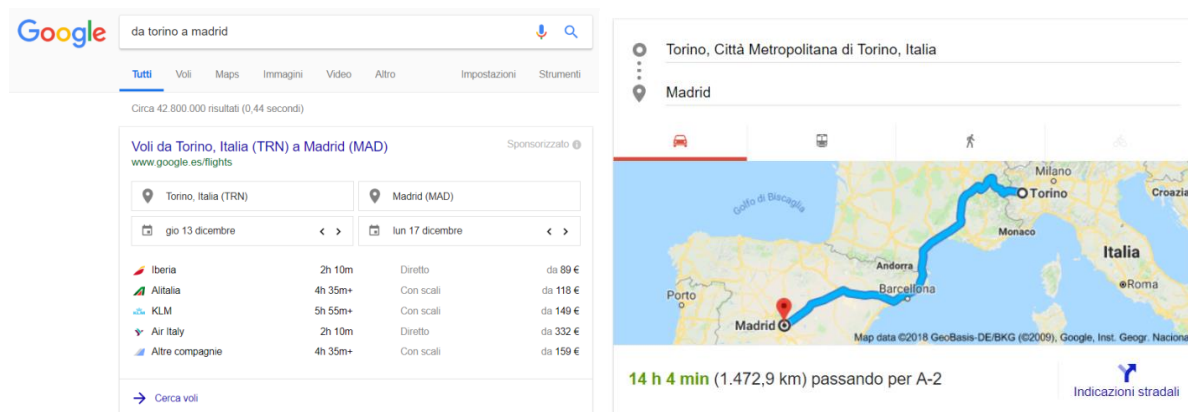 Google
da torino a madrid
Tutti Voli Maps Immagini Video Altro Impostazioni Strumenti
Circa 42.800.000 risultati (0,44 secondi)
Voli da Torino, Italia (TRN) a Madrid (MAD) Sponsorizzato
www.google.es/flights
Torino, Italia (TRN) Madrid (MAD)
gio 13 dicembre < > lun 17 dicembre < >
Iberia 2h 10m Diretto da 89 €
Alitalia 4h 35m+ Con scali da 118 €
KLM 5h 55m+ Con scali da 149 €
Air Italy 2h 10m Diretto da 332 €
Altre compagnie 4h 35m+ Con scali da 159 €
Cerca voli
Torino, Città Metropolitana di Torino, Italia
Madrid
Milano
Torino
Croazia
Golfo di Biscaglia
Monaco
Italia
Andorra
Roma
Barcellona
Porto
Madrid
Map data ©2018 GeoBasis-DE/BKG (©2009), Google, Inst. Geogr. Naciona
14 h 4 min (1.472,9 km) passando per A-2
Indicazioni stradali